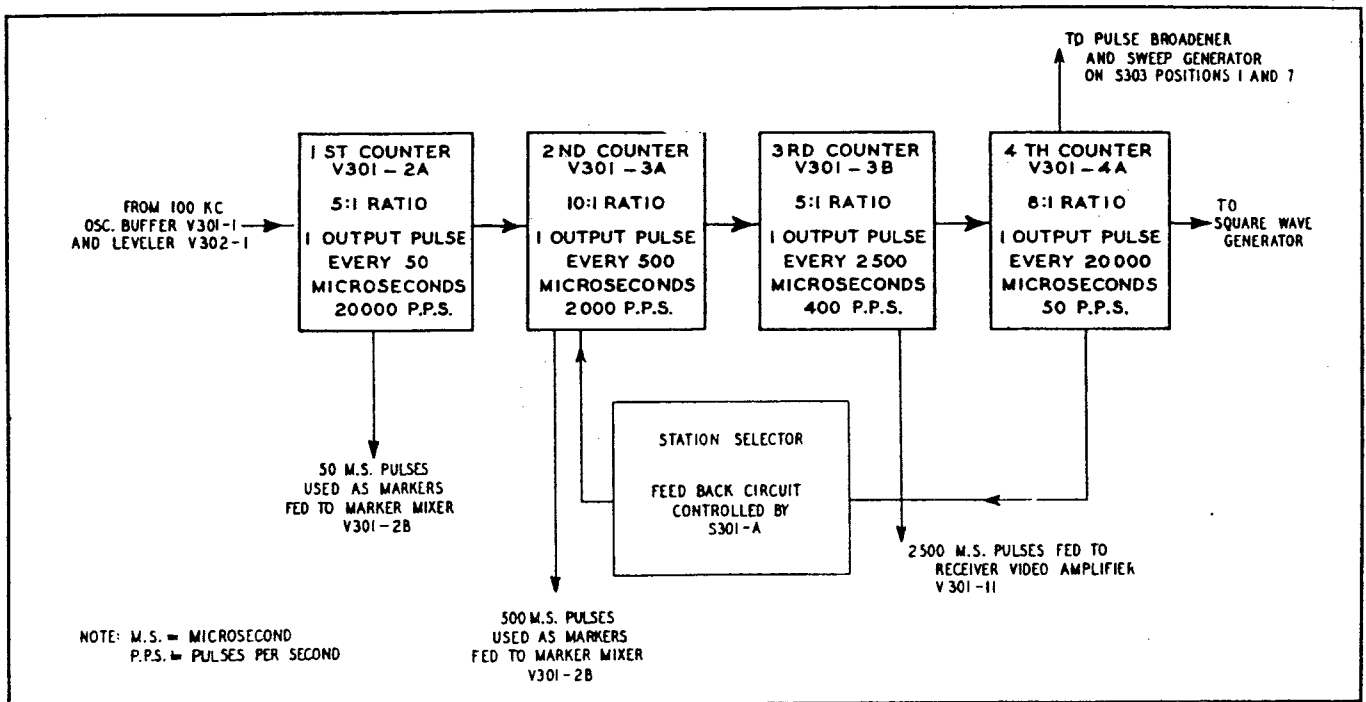 TO PULSE BROADENER
AND SWEEP GENERATOR
ON S303 POSITIONS 1 AND 7
FROM 100 KC
OSC. BUFFER V301-1
AND LEVELER V302-1
1 ST COUNTER
V301-2A
5:1 RATIO
1 OUTPUT PULSE
EVERY 50
MICROSECONDS
20000 P.P.S.
2ND COUNTER
V301-3A
10:1 RATIO
1 OUTPUT PULSE
EVERY 500
MICROSECONDS
2000 P.P.S.
3RD COUNTER
V301-3B
5:1 RATIO
1 OUTPUT PULSE
EVERY 2500
MICROSECONDS
400 P.P.S.
4 TH COUNTER
V301-4A
8:1 RATIO
1 OUTPUT PULSE
EVERY 20000
MICROSECONDS
50 P.P.S.
TO
SQUARE WAVE
GENERATOR
STATION SELECTOR
FEED BACK CIRCUIT
CONTROLLED BY
S301-A
50 M.S. PULSES
USED AS MARKERS
FED TO MARKER MIXER
V301-2B
500 M.S. PULSES
USED AS MARKERS
FED TO MARKER MIXER
V301-2B
2500 M.S. PULSES FED TO
RECEIVER VIDEO AMPLIFIER
V301-11
NOTE: M.S. = MICROSECOND
P.P.S. = PULSES PER SECOND